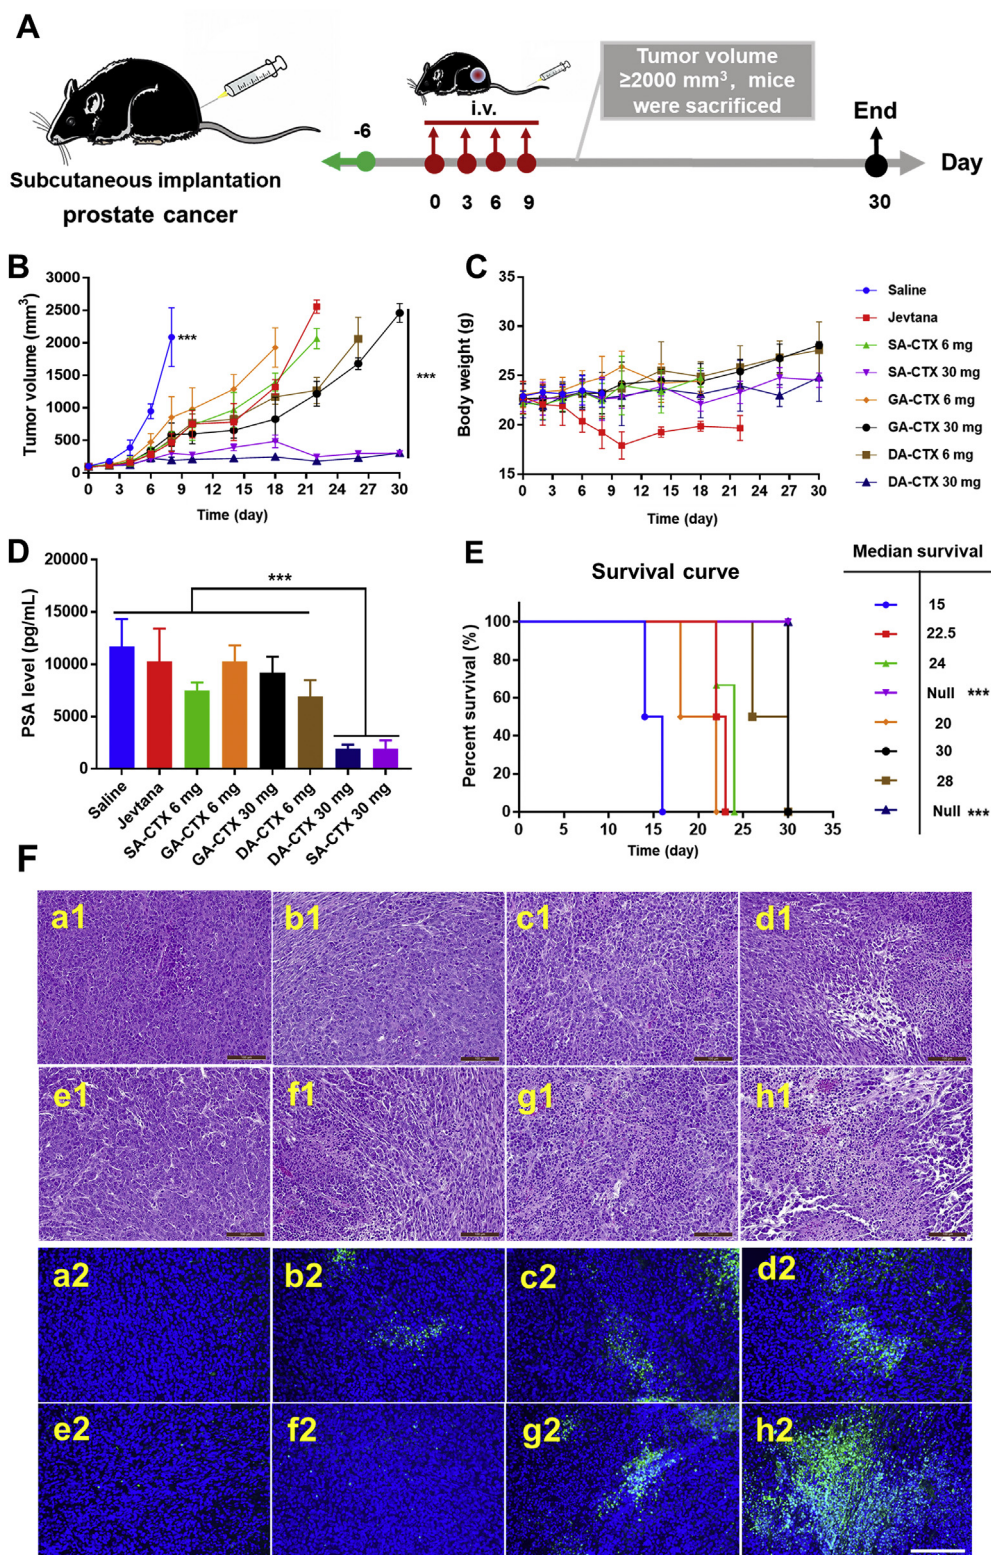 A
Tumor volume
≥2000 mm³, mice
were sacrificed
i.v.
End
-6
Day
Subcutaneous implantation
prostate cancer
0 3 6 9
30
B
Tumor volume (mm³)
3000
2500
2000
1500
1000
500
0
***
***
0 3 6 9 12 15 18 21 24 27 30
Time (day)
C
Body weight (g)
35
30
25
20
15
0 3 6 9 12 15 18 21 24 27 30
Time (day)
Saline
Jevtana
SA-CTX 6 mg
SA-CTX 30 mg
GA-CTX 6 mg
GA-CTX 30 mg
DA-CTX 6 mg
DA-CTX 30 mg
D
PSA level (pg/mL)
20000
15000
10000
5000
0
***
Saline
Jevtana
SA-CTX 6 mg
GA-CTX 6 mg
GA-CTX 30 mg
DA-CTX 6 mg
DA-CTX 30 mg
SA-CTX 30 mg
E
Survival curve
Percent survival (%)
100
80
60
40
20
0
0 5 10 15 20 25 30 35
Time (day)
Median survival
15
22.5
24
Null ***
20
30
28
Null ***
F
a1 b1 c1 d1
e1 f1 g1 h1
a2 b2 c2 d2
e2 f2 g2 h2